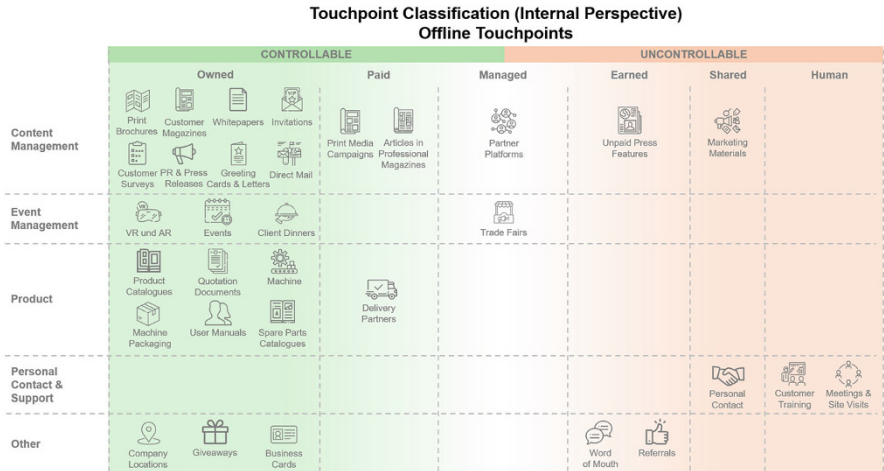 Touchpoint Classification (Internal Perspective)
Offline Touchpoints
CONTROLLABLE UNCONTROLLABLE
Owned Paid Managed Earned Shared Human
Content
Management
Print
Brochures
Customer
Magazines
Whitepapers
Invitations
Customer
Surveys
PR & Press
Releases
Greeting
Cards & Letters
Direct Mail
Print Media
Campaigns
Articles in
Professional
Magazines
Partner
Platforms
Unpaid Press
Features
Marketing
Materials
Event
Management
VR
VR und AR
Events
Client Dinners
Trade Fairs
Product
Product
Catalogues
Quotation
Documents
Machine
Machine
Packaging
User Manuals
Spare Parts
Catalogues
Delivery
Partners
Personal
Contact &
Support
Personal
Contact
Customer
Training
Meetings &
Site Visits
Other
Company
Locations
Giveaways
Business
Cards
Word
of Mouth
Referrals